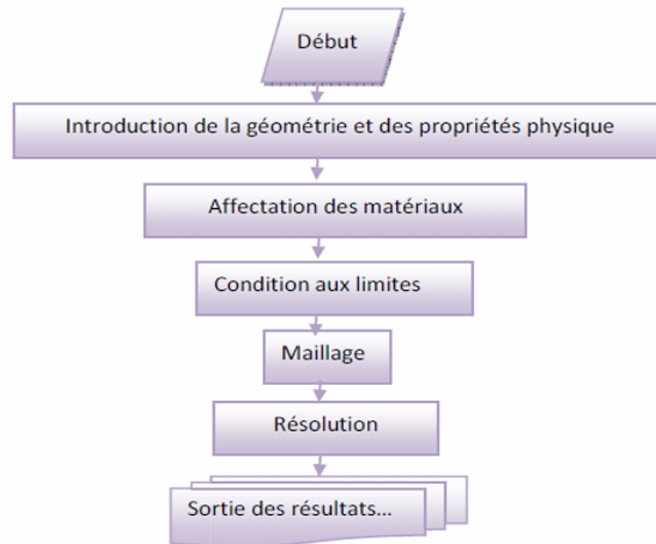 Début
Introduction de la géométrie et des propriétés physique
Affectation des matériaux
Condition aux limites
Maillage
Résolution
Sortie des résultats...